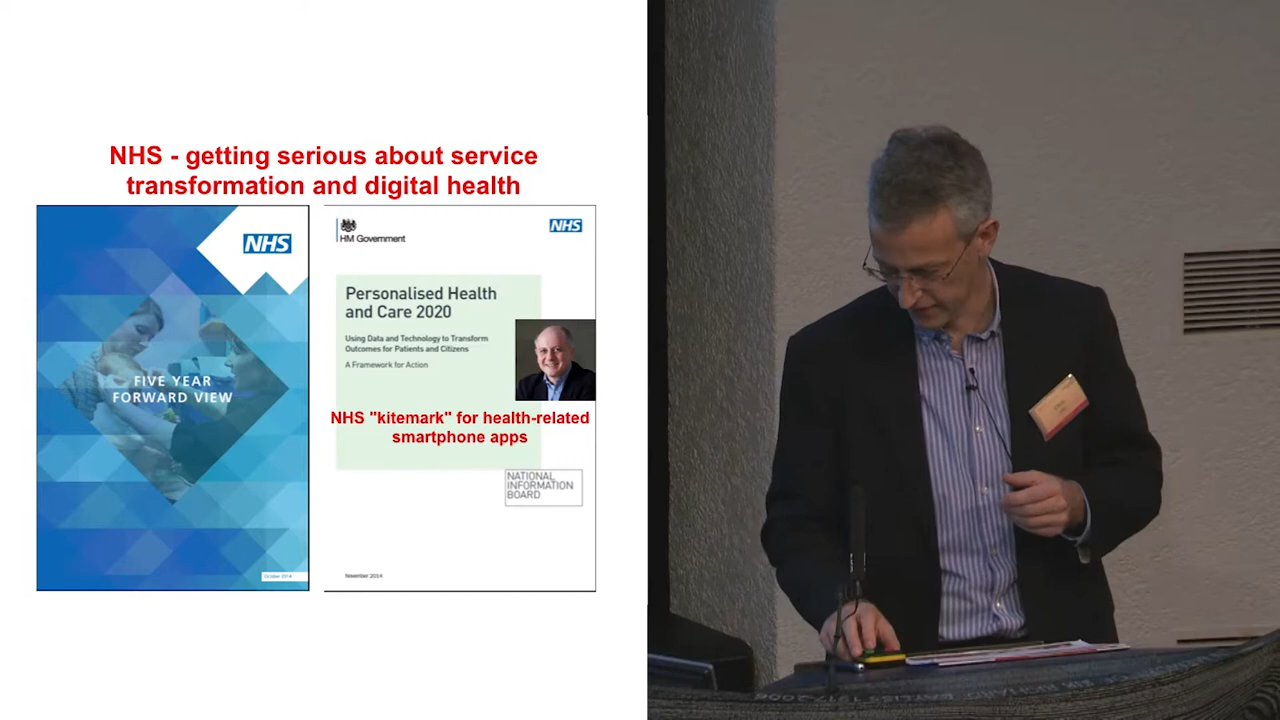 NHS - getting serious about service
transformation and digital health
NHS
FIVE YEAR
FORWARD VIEW
October 2014
HM Government
NHS
Personalised Health
and Care 2020
Using Data and Technology to Transform
Outcomes for Patients and Citizens
A Framework for Action
NHS "kitemark" for health-related
smartphone apps
NATIONAL
INFORMATION
BOARD
November 2014